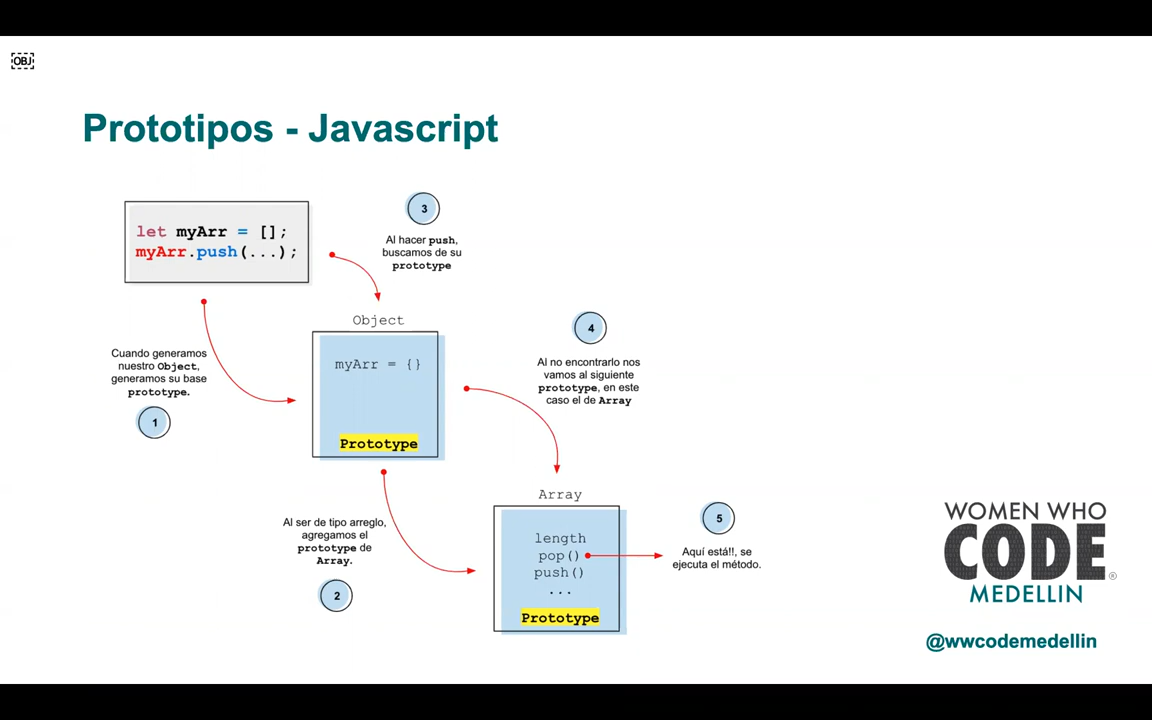 OBJ
Prototipos - Javascript
let myArr = [];
myArr.push(...);
3
Al hacer push,
buscamos de su
prototype
Object
myArr = {}
Prototype
Cuando generamos
nuestro Object,
generamos su base
prototype.
1
4
Al no encontrarlo nos
vamos al siguiente
prototype, en este
caso el de Array
Al ser de tipo arreglo,
agregamos el
prototype de
Array.
2
Array
length
pop()
push()
...
Prototype
5
Aquí está!!, se
ejecuta el método.
WOMEN WHO
CODE®
MEDELLIN
@wwcodemedellin